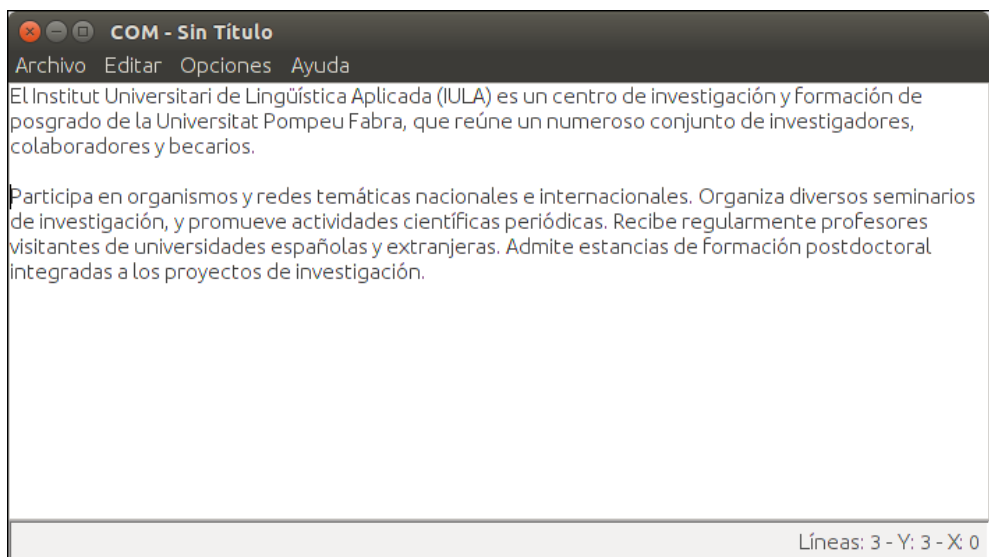 COM - Sin Título
Archivo Editar Opciones Ayuda
El Institut Universitari de Lingüística Aplicada (IULA) es un centro de investigación y formación de
posgrado de la Universitat Pompeu Fabra, que reúne un numeroso conjunto de investigadores,
colaboradores y becarios.
Participa en organismos y redes temáticas nacionales e internacionales. Organiza diversos seminarios
de investigación, y promueve actividades científicas periódicas. Recibe regularmente profesores
visitantes de universidades españolas y extranjeras. Admite estancias de formación postdoctoral
integradas a los proyectos de investigación.
Líneas: 3 - Y: 3 - X: 0